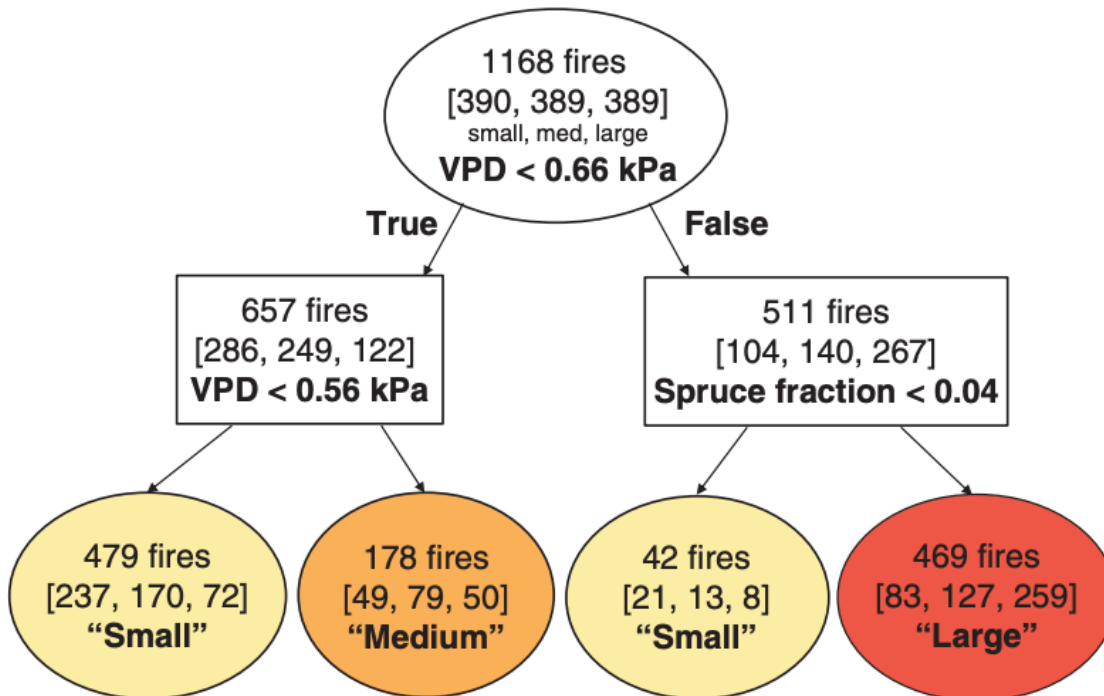 1168 fires
[390, 389, 389]
small, med, large
VPD < 0.66 kPa
True
False
657 fires
[286, 249, 122]
VPD < 0.56 kPa
511 fires
[104, 140, 267]
Spruce fraction < 0.04
479 fires
[237, 170, 72]
“Small”
178 fires
[49, 79, 50]
“Medium”
42 fires
[21, 13, 8]
“Small”
469 fires
[83, 127, 259]
“Large”